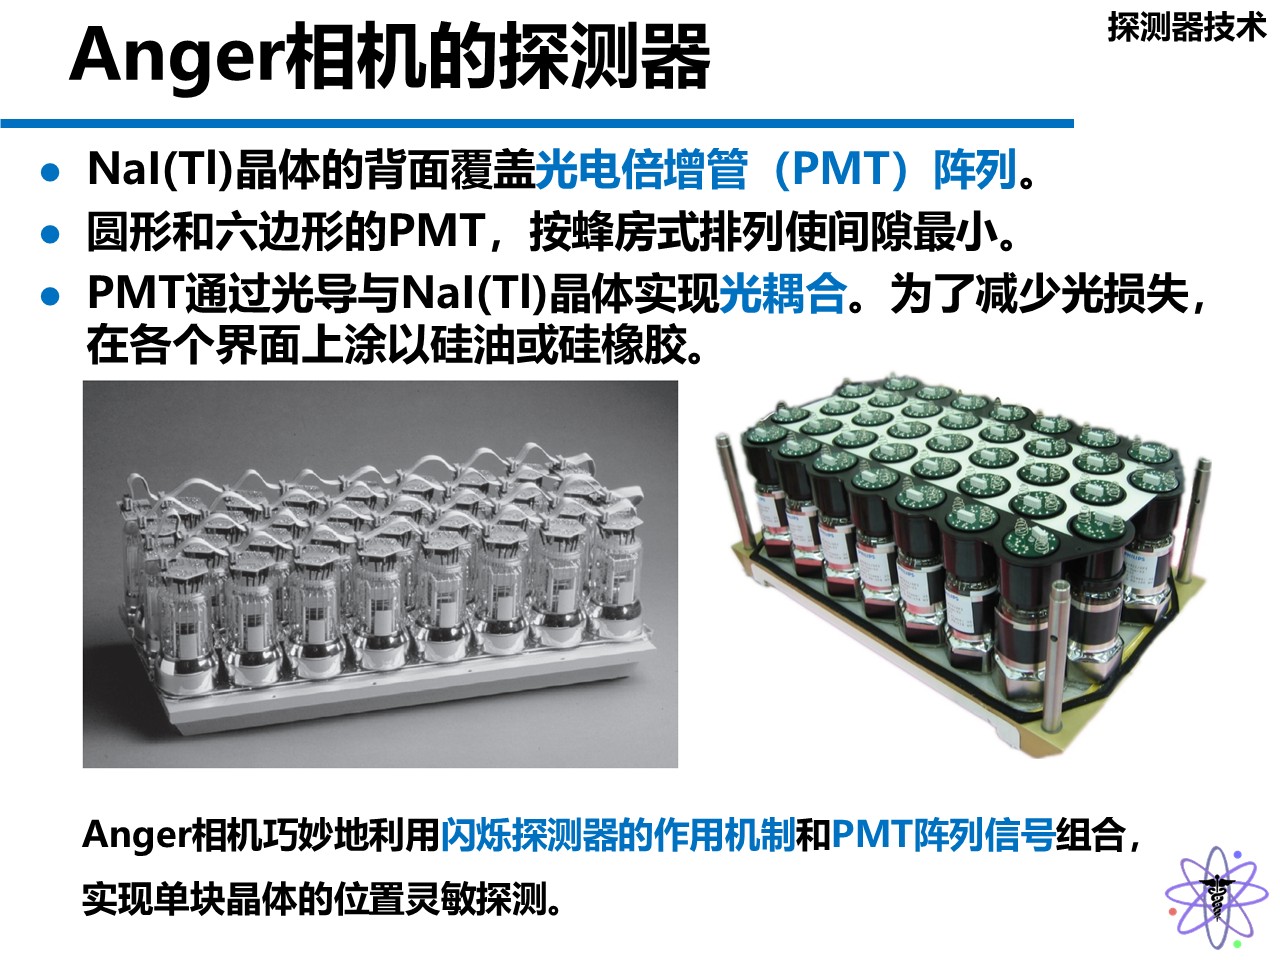 探测器技术
Anger相机的探测器
NaI(Tl)晶体的背面覆盖光电倍增管（PMT）阵列。
圆形和六边形的PMT，按蜂房式排列使间隙最小。
PMT通过光导与NaI(Tl)晶体实现光耦合。为了减少光损失，
在各个界面上涂以硅油或硅橡胶。
PHILIPS
Anger相机巧妙地利用闪烁探测器的作用机制和PMT阵列信号组合，
实现单块晶体的位置灵敏探测。